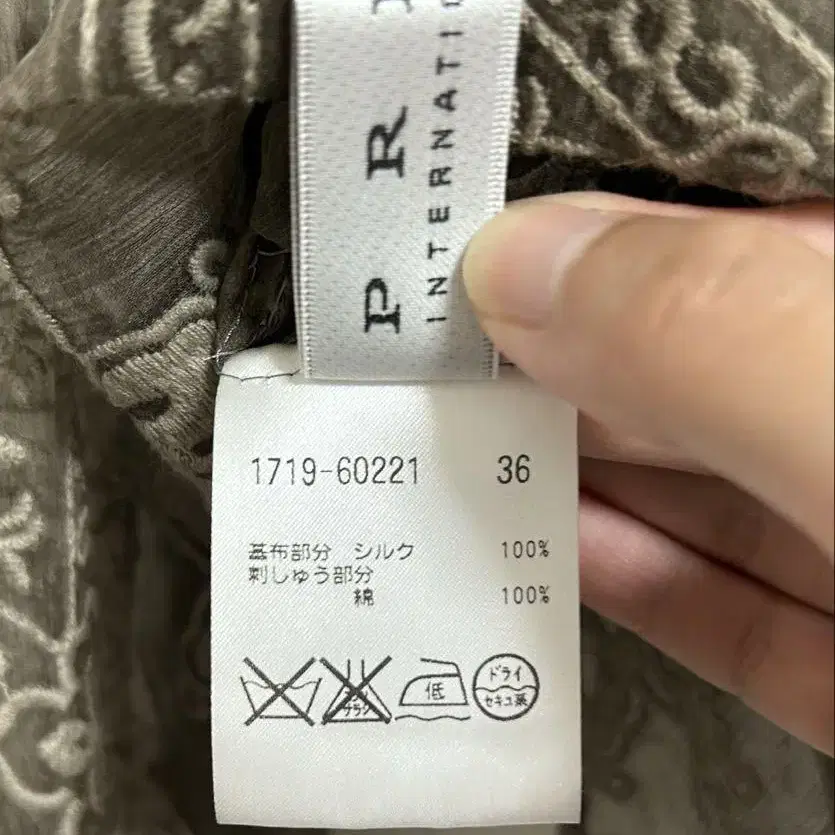 P R
INTERNATI
1719-60221 36
基布部分 シルク 100%
刺しゅう部分
綿 100%
低
ドライ
セキユ系